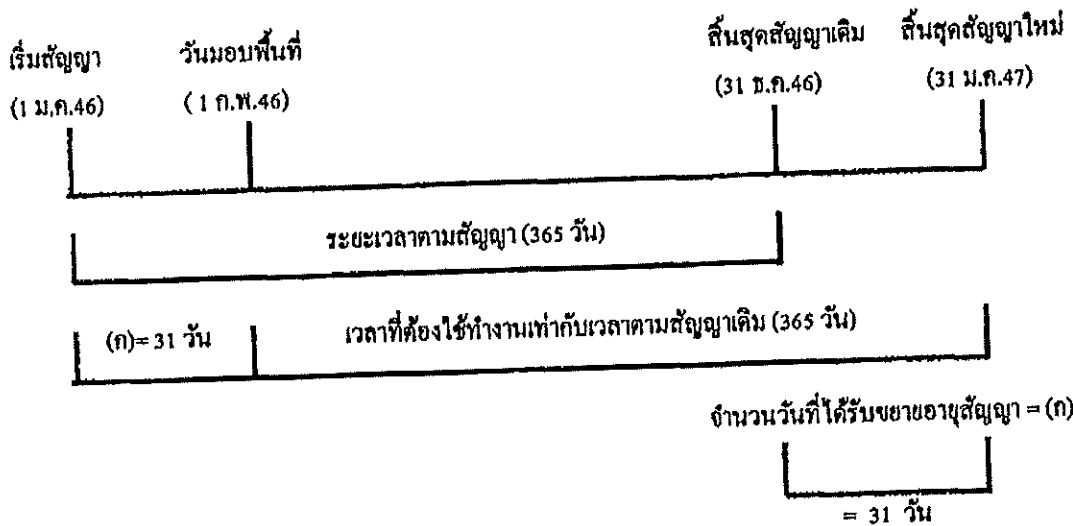 เริ่มสัญญา
(1 ม.ค.46)
วันมอบพื้นที่
(1 ก.พ.46)
สิ้นสุดสัญญาเดิม
(31 ธ.ค.46)
สิ้นสุดสัญญาใหม่
(31 ม.ค.47)
ระยะเวลาตามสัญญา (365 วัน)
(ก)= 31 วัน
เวลาที่ต้องใช้ทำงานเท่ากับเวลาตามสัญญาเดิม (365 วัน)
จำนวนวันที่ได้รับขยายอายุสัญญา = (ก)
= 31 วัน